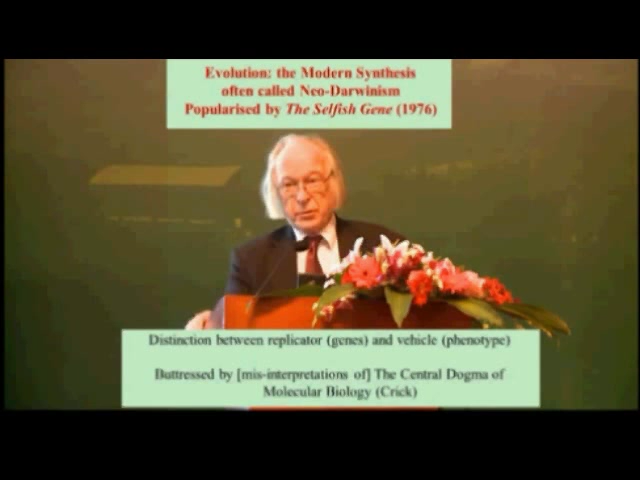 Evolution: the Modern Synthesis
often called Neo-Darwinism
Popularised by The Selfish Gene (1976)
Distinction between replicator (genes) and vehicle (phenotype)
Buttressed by [mis-interpretations of] The Central Dogma of
Molecular Biology (Crick)